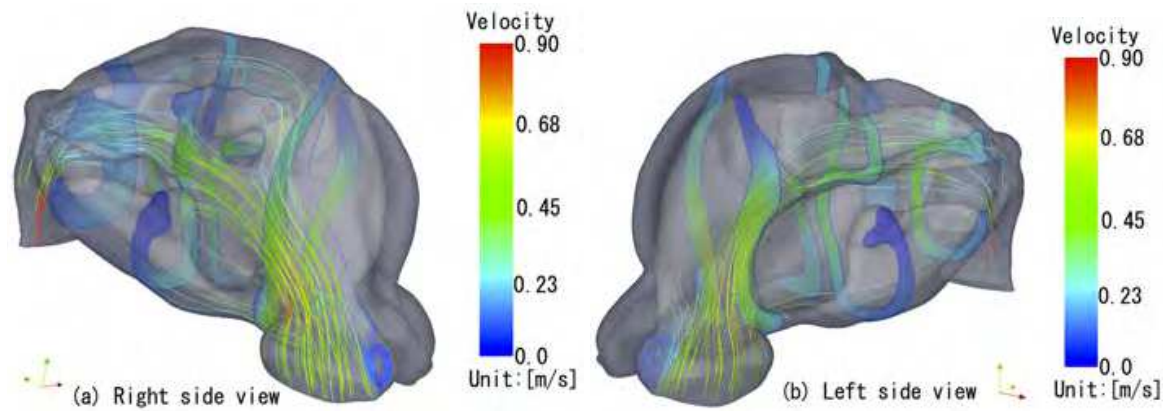 Velocity
0.90
0.68
0.45
0.23
0.0
Unit:[m/s]
(a) Right side view
Velocity
0.90
0.68
0.45
0.23
0.0
Unit:[m/s]
(b) Left side view